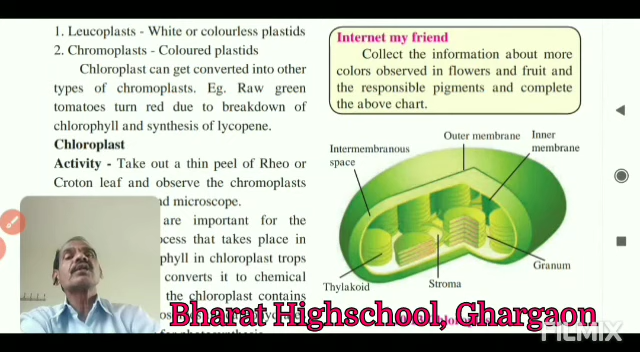 1. Leucoplasts - White or colourless plastids
2. Chromoplasts - Coloured plastids
Chloroplast can get converted into other
types of chromoplasts. Eg. Raw green
tomatoes turn red due to breakdown of
chlorophyll and synthesis of lycopene.
Chloroplast
Activity - Take out a thin peel of Rheo or
Croton leaf and observe the chromoplasts
microscope.
are important for the
that takes place in
in chloroplast trops
converts it to chemical
the chloroplast contains
Internet my friend
Collect the information about more
colors observed in flowers and fruit and
the responsible pigments and complete
the above chart.
Outer membrane
Inner
membrane
Intermembranous
space
Granum
Stroma
Thylakoid
Bharat Highschool, Ghargaon